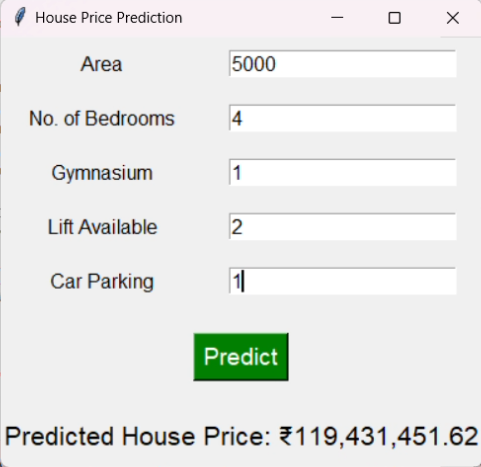 House Price Prediction
Area 5000
No. of Bedrooms 4
Gymnasium 1
Lift Available 2
Car Parking 1
Predict
Predicted House Price: ₹119,431,451.62